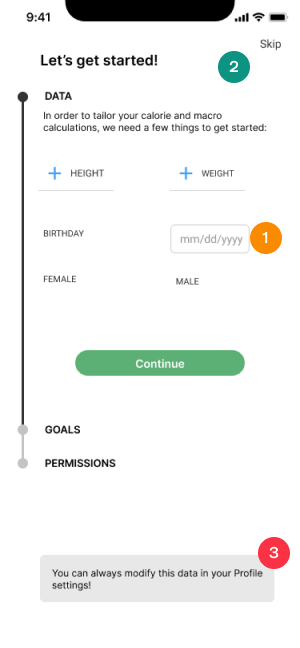 9:41
Skip
Let's get started!
2
DATA
In order to tailor your calorie and macro
calculations, we need a few things to get started:
+ HEIGHT
+ WEIGHT
BIRTHDAY
mm/dd/yyyy
1
FEMALE
MALE
Continue
GOALS
PERMISSIONS
3
You can always modify this data in your Profile
settings!